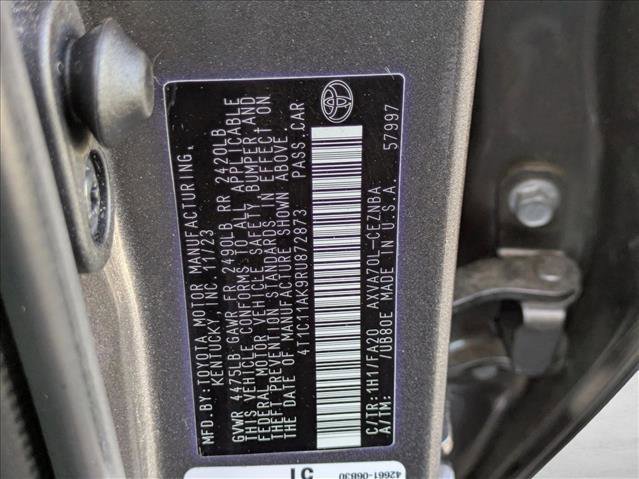 MFD.BY:TOYOTA MOTOR MANUFACTURING
KENTUCKY, INC. 11/23
GVWR 4475LB GAWR FR 2490LB RR 2420LB
THIS VEHICLE CONFORMS TO ALL APPLICABLE
FEDERAL MOTOR VEHICLE SAFETY, BUMPER AND
THEFT PREVENTION STANDARDS IN EFFECT ON
THE DATE OF MANUFACTURE SHOWN ABOVE.
4T1C11AK9RU872873 PASS.CAR
C/TR: 1H1/FA20 AXVA70L-CEZNBA 57997
A/TM: /UB80E MADE IN U.S.A.
42661-06B30
51